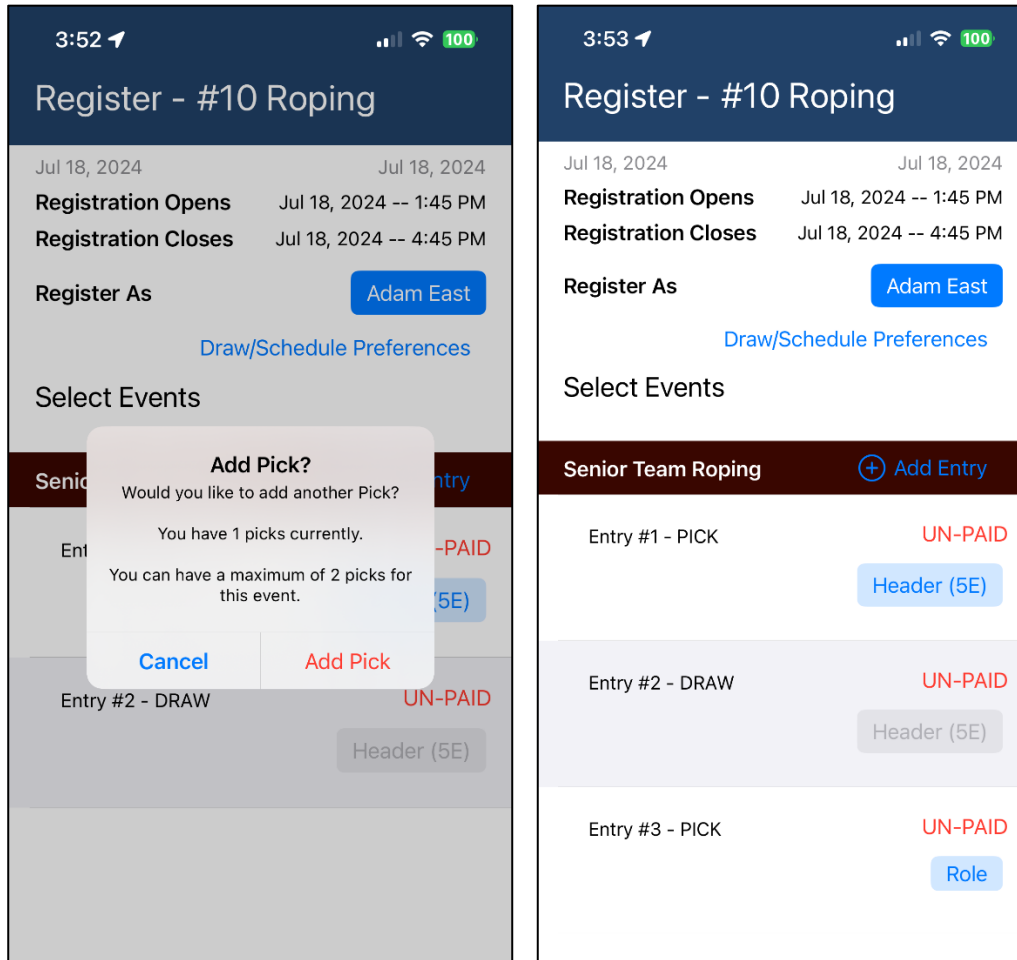 3:52
100
Register - #10 Roping
Jul 18, 2024 Jul 18, 2024
Registration Opens Jul 18, 2024 -- 1:45 PM
Registration Closes Jul 18, 2024 -- 4:45 PM
Register As Adam East
Draw/Schedule Preferences
Select Events
Add Pick?
Senio ntry
Would you like to add another Pick?
You have 1 picks currently.
Ent -PAID
You can have a maximum of 2 picks for
this event.
5E)
Cancel Add Pick
Entry #2 - DRAW UN-PAID
Header (5E)
3:53
100
Register - #10 Roping
Jul 18, 2024 Jul 18, 2024
Registration Opens Jul 18, 2024 -- 1:45 PM
Registration Closes Jul 18, 2024 -- 4:45 PM
Register As Adam East
Draw/Schedule Preferences
Select Events
Senior Team Roping + Add Entry
Entry #1 - PICK UN-PAID
Header (5E)
Entry #2 - DRAW UN-PAID
Header (5E)
Entry #3 - PICK UN-PAID
Role